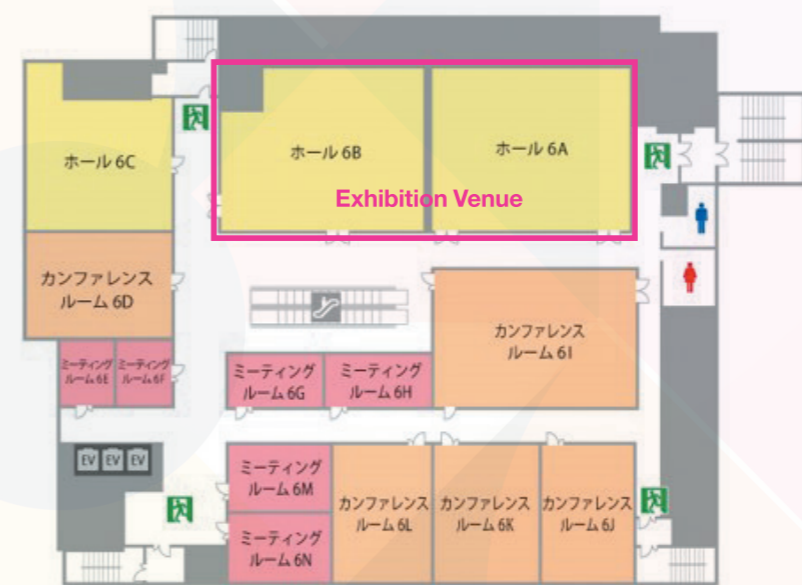 ホール 6C
ホール 6B
ホール 6A
Exhibition Venue
カンファレンス
ルーム 6D
カンファレンス
ルーム 6I
ミーティング
ルーム 6E
ミーティング
ルーム 6F
ミーティング
ルーム 6G
ミーティング
ルーム 6H
EV
EV
EV
ミーティング
ルーム 6M
ミーティング
ルーム 6N
カンファレンス
ルーム 6L
カンファレンス
ルーム 6K
カンファレンス
ルーム 6J